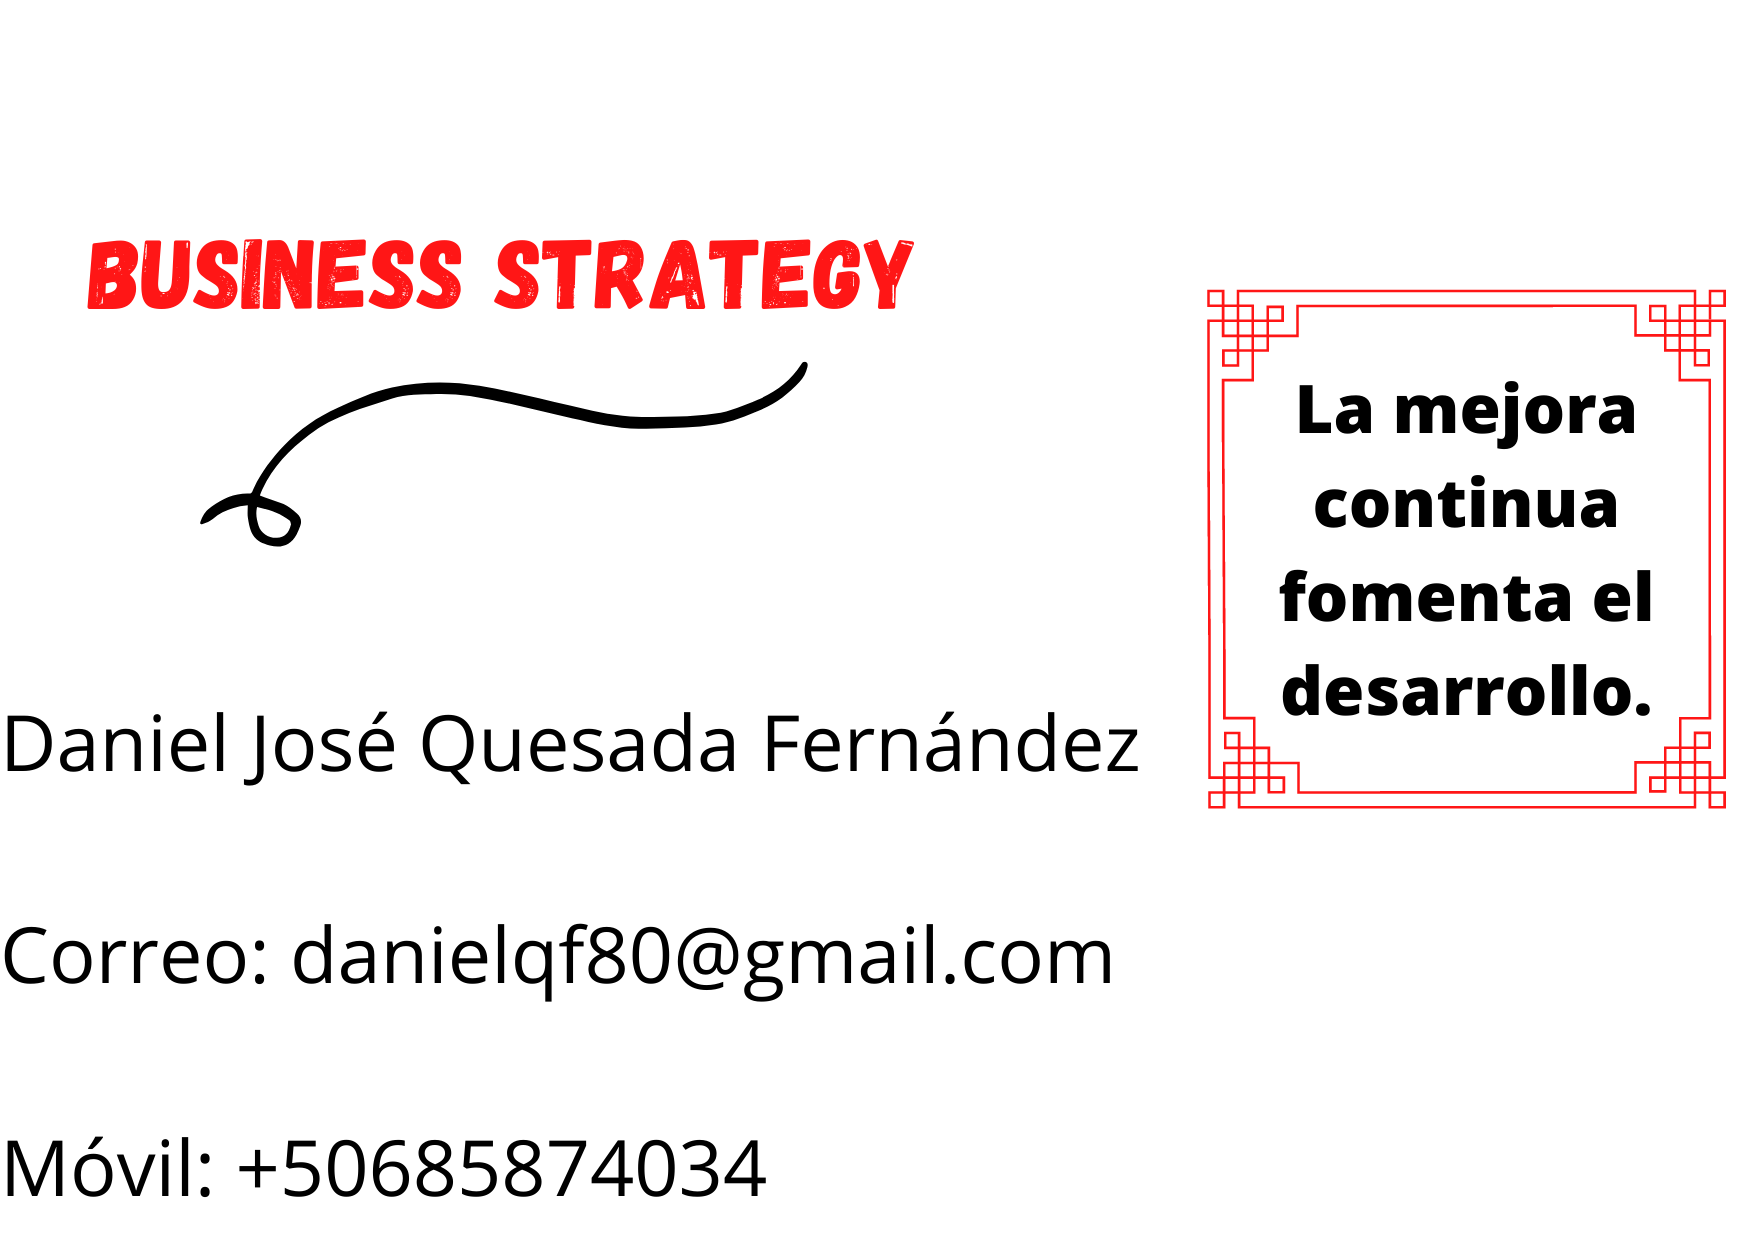 BUSINESS STRATEGY
La mejora
continua
fomenta el
desarrollo.
Daniel José Quesada Fernández
Correo: danielqf80@gmail.com
Móvil: +50685874034